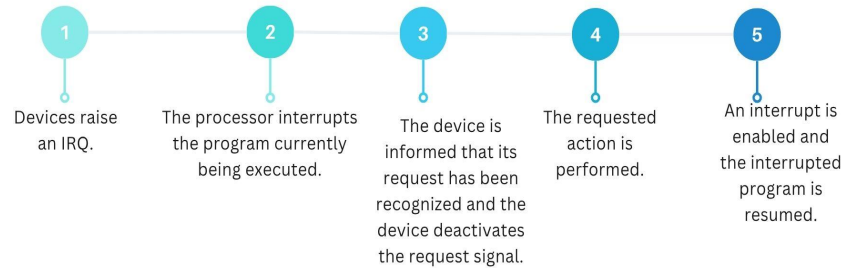 1
Devices raise
an IRQ.
2
The processor interrupts
the program currently
being executed.
3
The device is
informed that its
request has been
recognized and the
device deactivates
the request signal.
4
The requested
action is
performed.
5
An interrupt is
enabled and
the interrupted
program is
resumed.